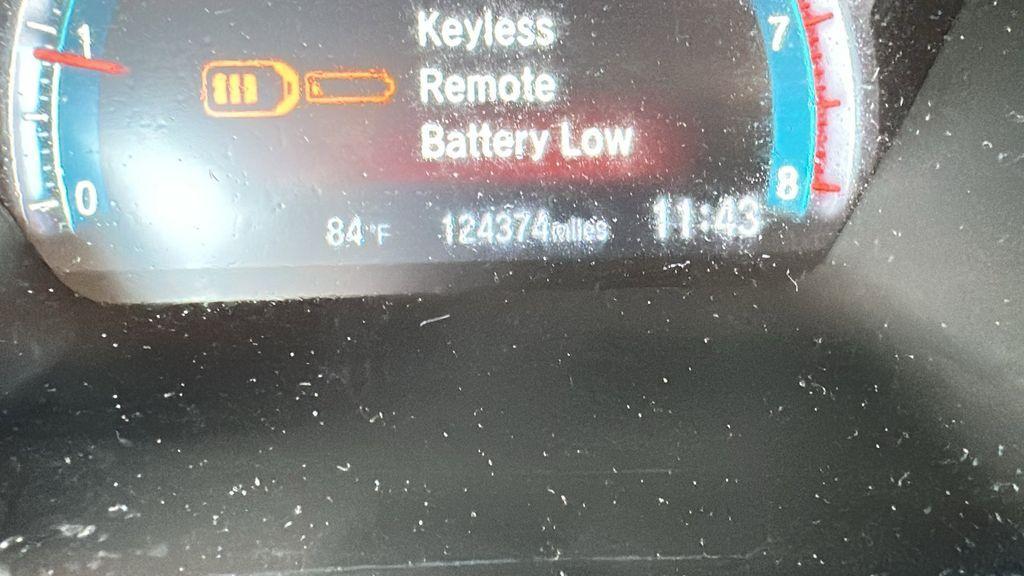 Keyless
Remote
Battery Low
1
0
7
8
84°F 124374miles 11:43